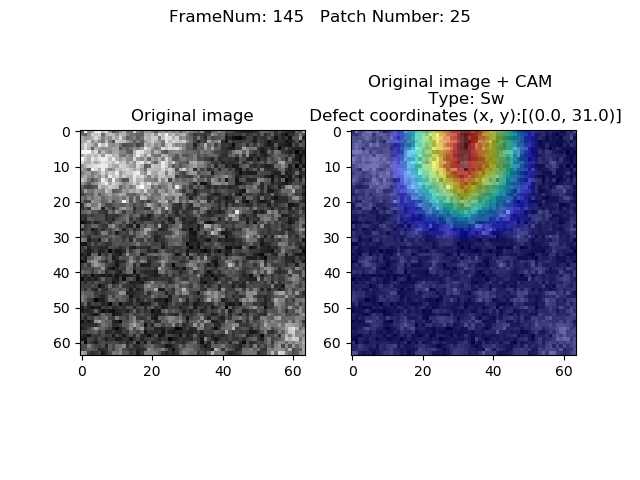 FrameNum: 145   Patch Number: 25
Original image
0
10
20
30
40
50
60
0 20 40 60
Original image + CAM
Type: Sw
Defect coordinates (x, y):[(0.0, 31.0)]
0
10
20
30
40
50
60
0 20 40 60